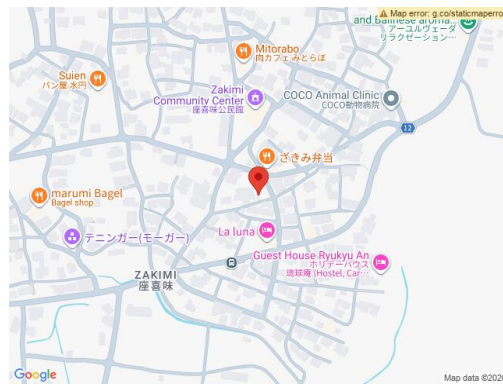 Map error: g.co/staticmaperro
and Balinese aroma...
アーユルヴェーダ
リラクゼーション...
Mitorabo
肉カフェ みとらぼ
Suien
パン屋 水円
Zakimi
Community Center
座喜味公民館
COCO Animal Clinic
COCO動物病院
12
ざきみ弁当
marumi Bagel
Bagel shop
テニンガー(モーガー)
La luna
Guest House Ryukyu An
ホリデーハウス
琉球庵 (Hostel, Car...
ZAKIMI
座喜味
Google
Map data ©202